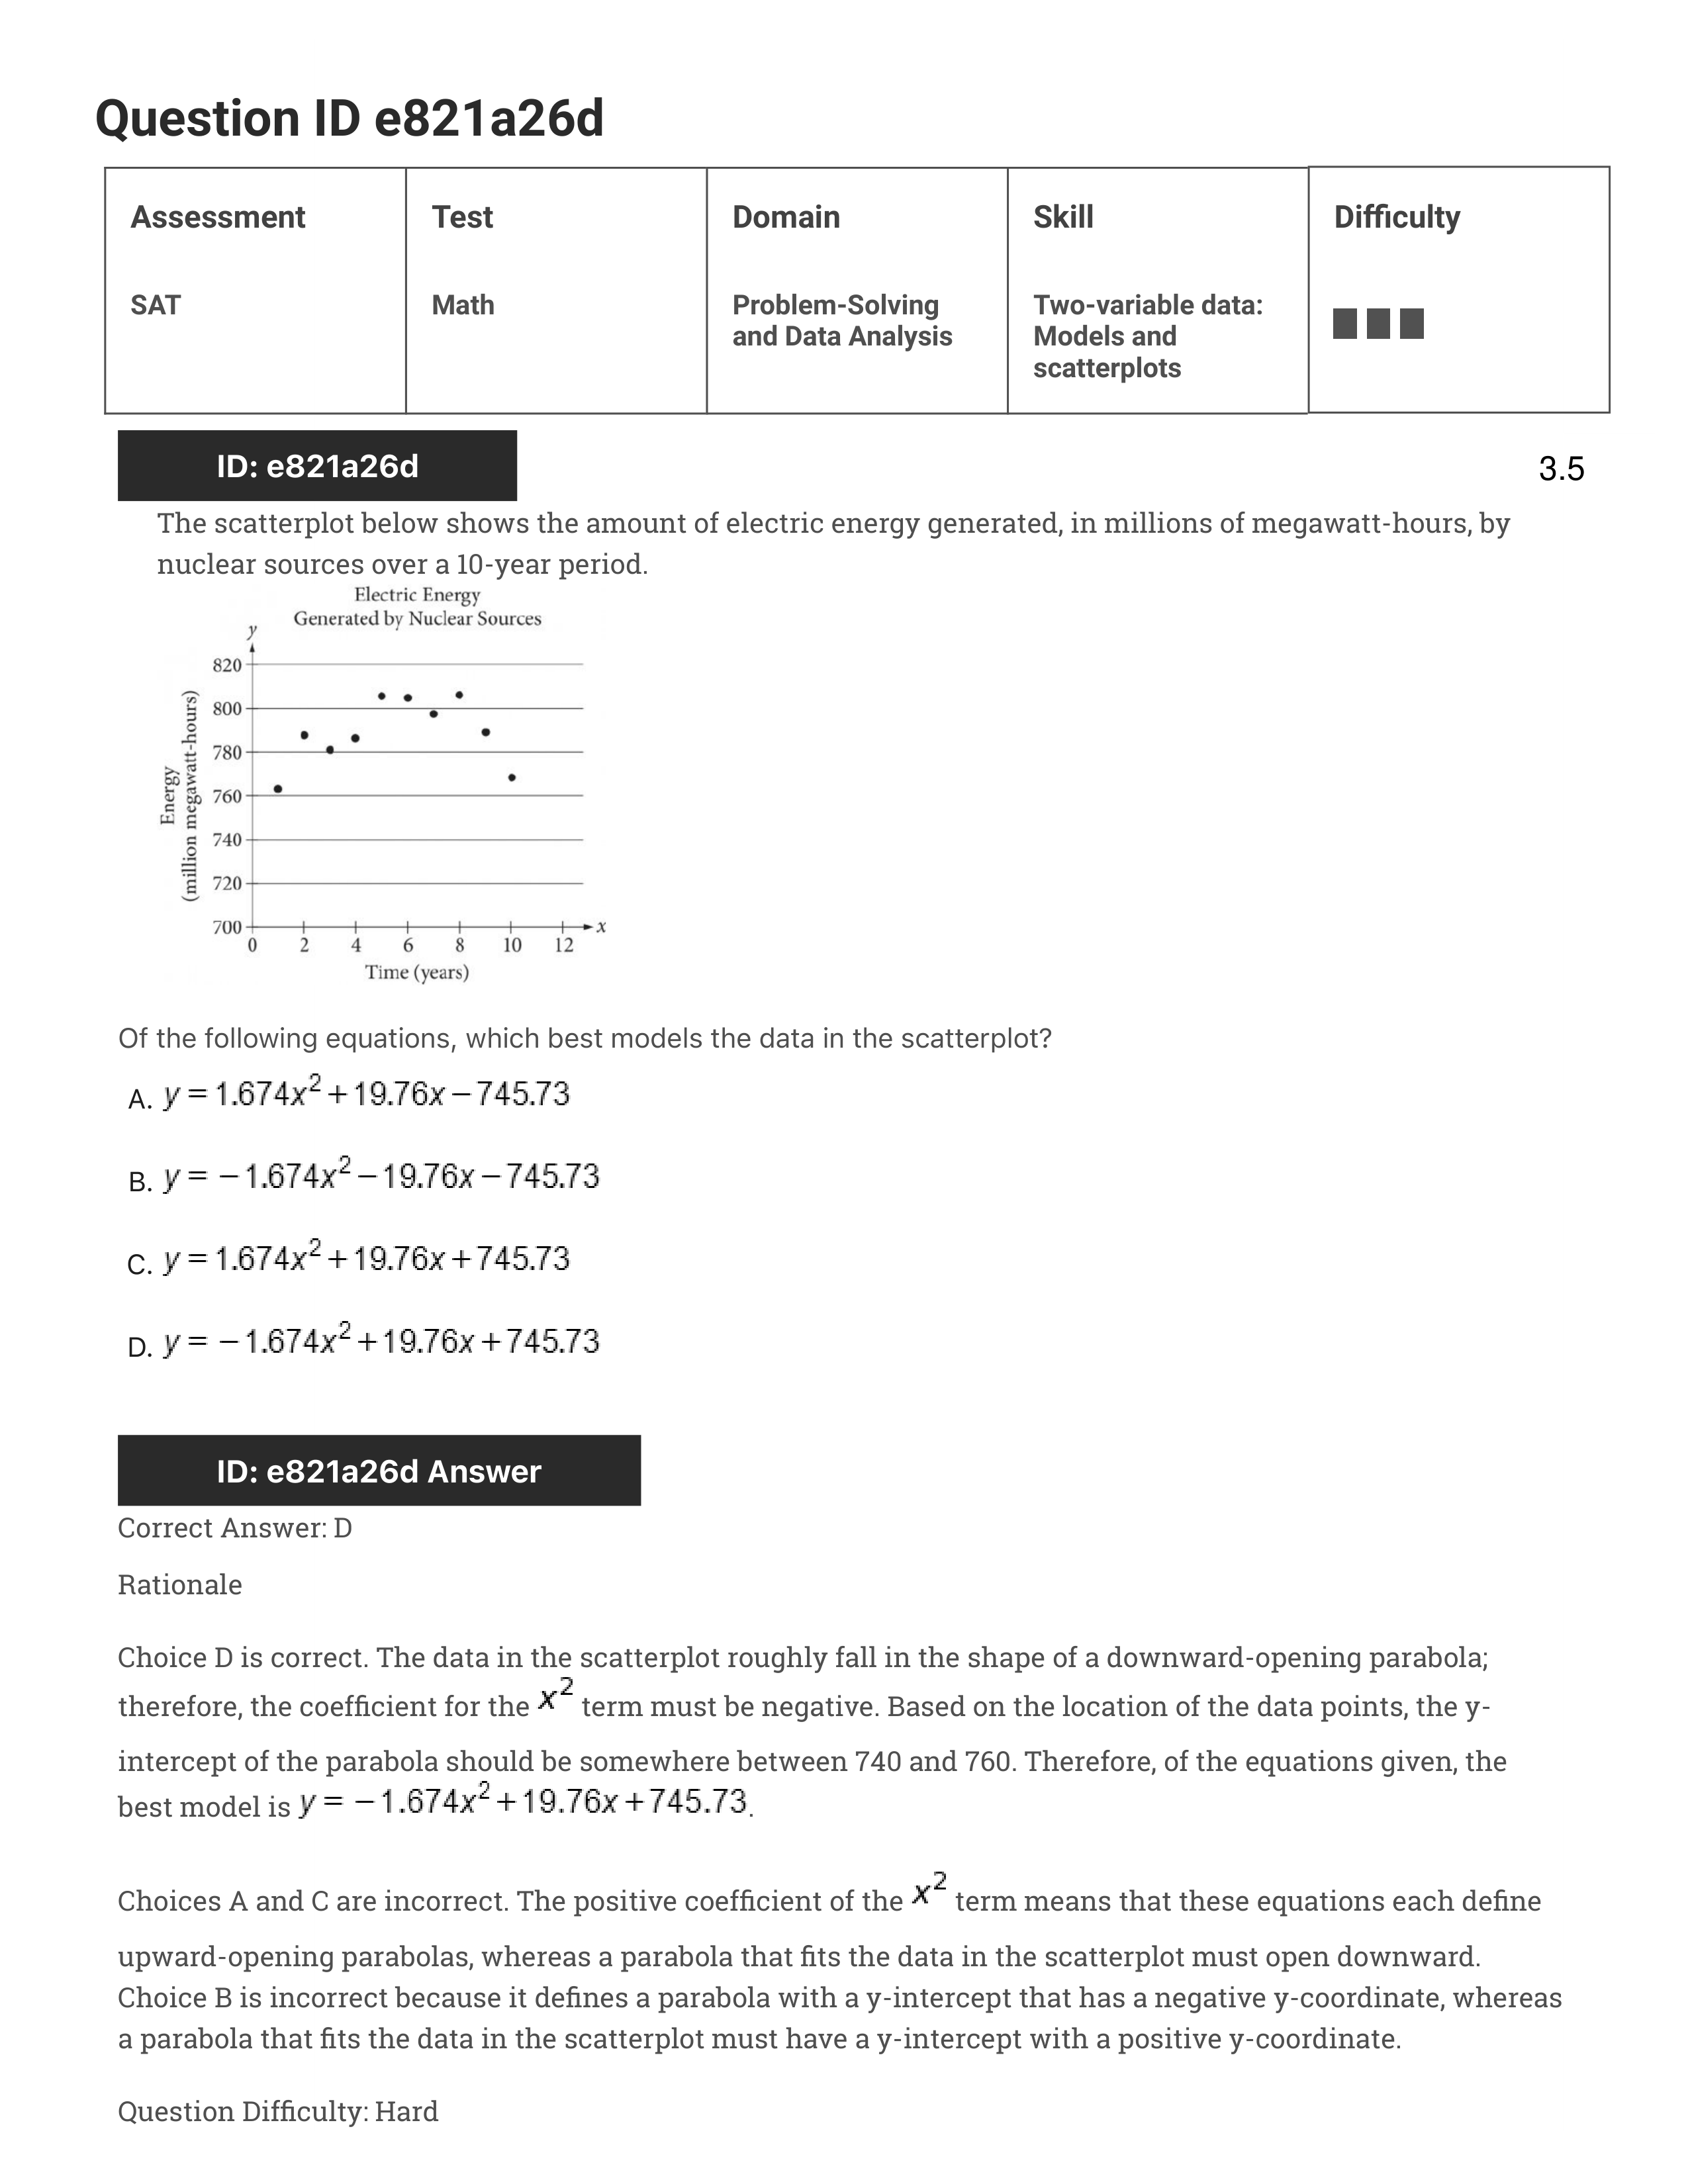 Question ID e821a26d
Assessment
Test
Domain
Skill
Difficulty
SAT
Math
Problem-Solving
and Data Analysis
Two-variable data:
Models and
scatterplots
ID: e821a26d
3.5
The scatterplot below shows the amount of electric energy generated, in millions of megawatt-hours, by
nuclear sources over a 10-year period.
Electric Energy
Generated by Nuclear Sources
y
820
800
780
760
740
720
700
Energy
(million megawatt-hours)
0 2 4 6 8 10 12
x
Time (years)
Of the following equations, which best models the data in the scatterplot?
A. y = 1.674x² + 19.76x − 745.73
B. y = − 1.674x² − 19.76x − 745.73
C. y = 1.674x² + 19.76x + 745.73
D. y = − 1.674x² + 19.76x + 745.73
ID: e821a26d Answer
Correct Answer: D
Rationale
Choice D is correct. The data in the scatterplot roughly fall in the shape of a downward-opening parabola;
therefore, the coefficient for the x² term must be negative. Based on the location of the data points, the y-
intercept of the parabola should be somewhere between 740 and 760. Therefore, of the equations given, the
best model is y = − 1.674x² + 19.76x + 745.73.
Choices A and C are incorrect. The positive coefficient of the x² term means that these equations each define
upward-opening parabolas, whereas a parabola that fits the data in the scatterplot must open downward.
Choice B is incorrect because it defines a parabola with a y-intercept that has a negative y-coordinate, whereas
a parabola that fits the data in the scatterplot must have a y-intercept with a positive y-coordinate.
Question Difficulty: Hard